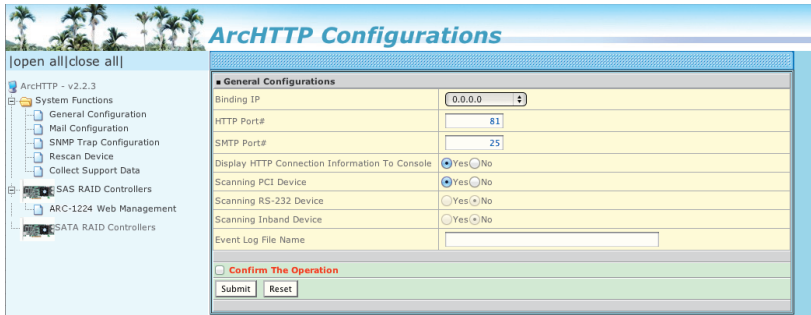 ArcHTTP Configurations
|open all|close all|
ArcHTTP - v2.2.3
System Functions
General Configuration
Mail Configuration
SNMP Trap Configuration
Rescan Device
Collect Support Data
SAS RAID Controllers
ARC-1224 Web Management
SATA RAID Controllers
General Configurations
Binding IP 0.0.0.0
HTTP Port# 81
SMTP Port# 25
Display HTTP Connection Information To Console Yes No
Scanning PCI Device Yes No
Scanning RS-232 Device Yes No
Scanning Inband Device Yes No
Event Log File Name
Confirm The Operation
Submit Reset